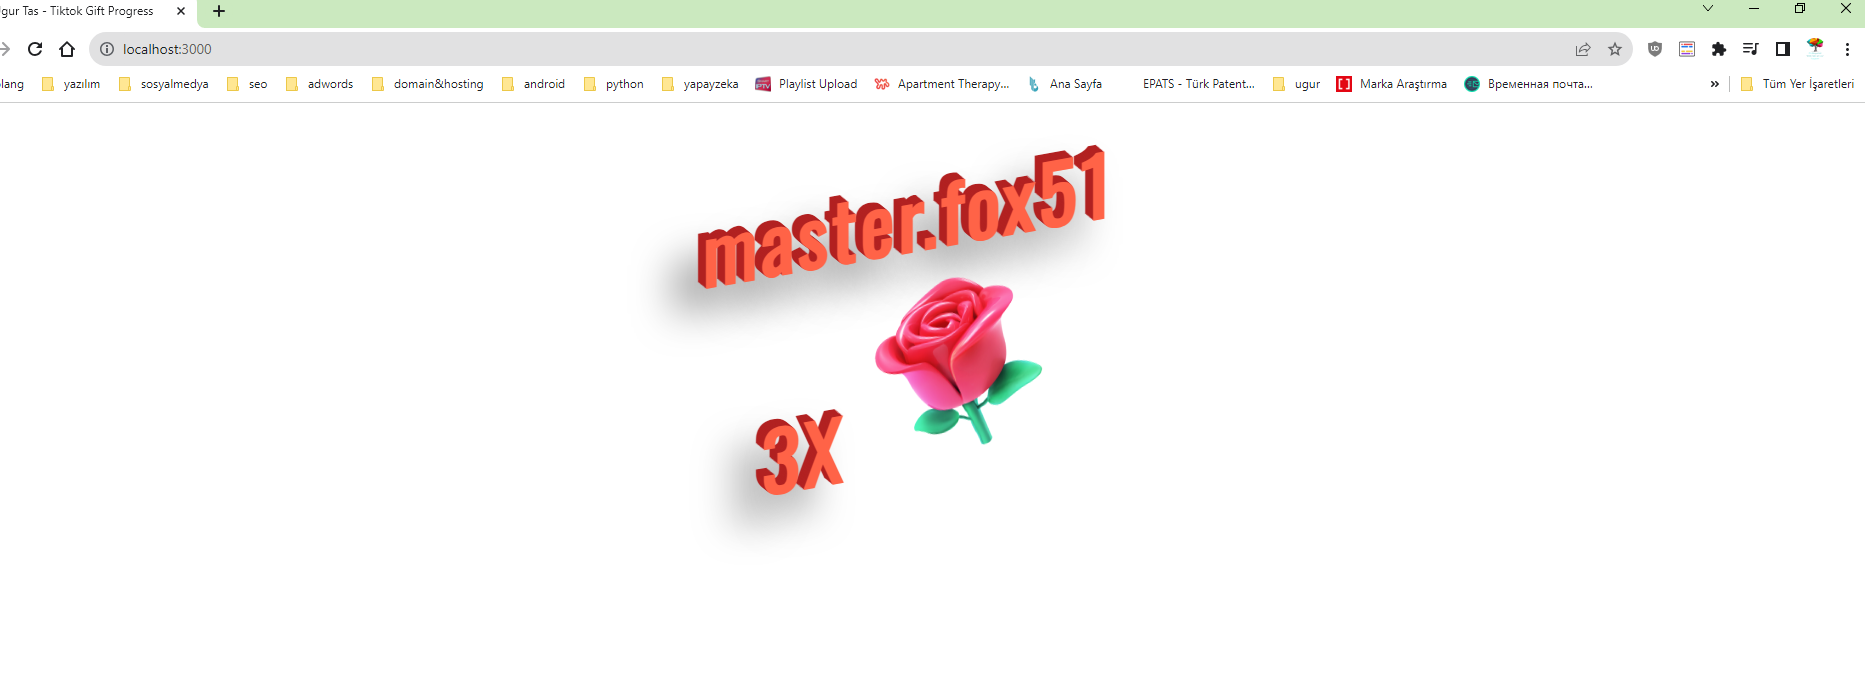 gur Tas - Tiktok Gift Progress
localhost:3000
lang yazılım sosyalmedya seo adwords domain&hosting android python yapayzeka Playlist Upload Apartment Therapy... Ana Sayfa EPATS - Türk Patent... ugur Marka Araştırma Временная почта... » Tüm Yer İşaretleri
master.fox51
3X